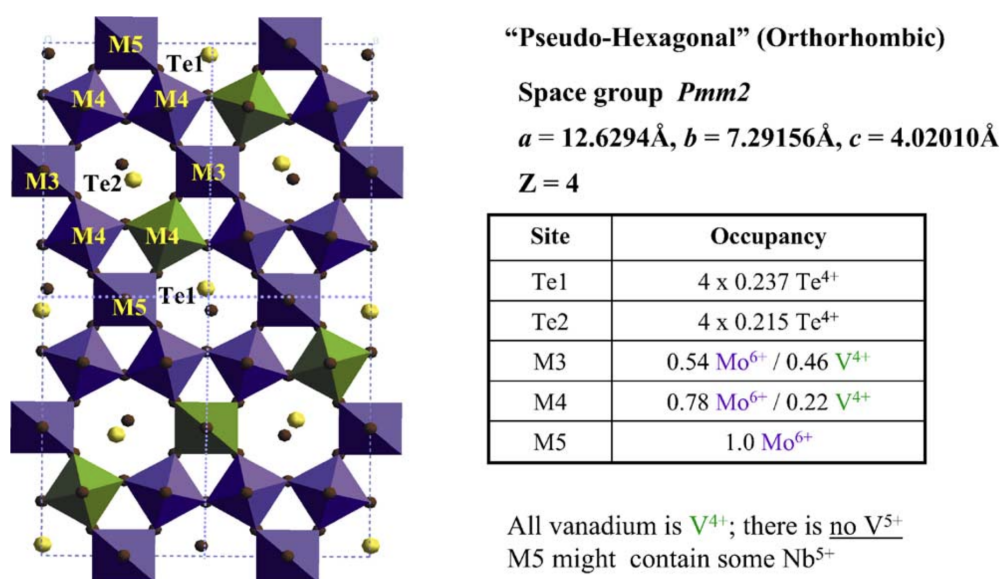 M5
Te1
M4
M4
M3
Te2
M3
M4
M4
M5
Te1
“Pseudo-Hexagonal” (Orthorhombic)
Space group Pmm2
a = 12.6294Å, b = 7.29156Å, c = 4.02010Å
Z = 4
Site Occupancy
Te1 4 x 0.237 Te⁴⁺
Te2 4 x 0.215 Te⁴⁺
M3 0.54 Mo⁶⁺ / 0.46 V⁴⁺
M4 0.78 Mo⁶⁺ / 0.22 V⁴⁺
M5 1.0 Mo⁶⁺
All vanadium is V⁴⁺; there is no V⁵⁺
M5 might contain some Nb⁵⁺